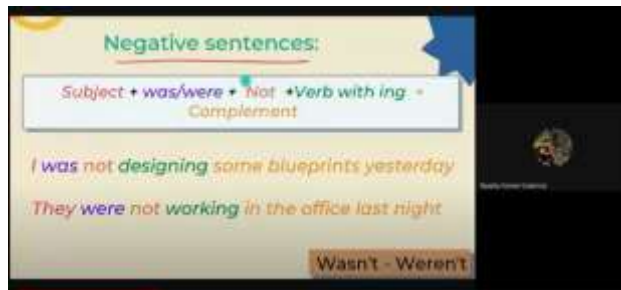 Negative sentences:
Subject + was/were + Not +Verb with ing +
Complement
I was not designing some blueprints yesterday
They were not working in the office last night
Wasn't - Weren't